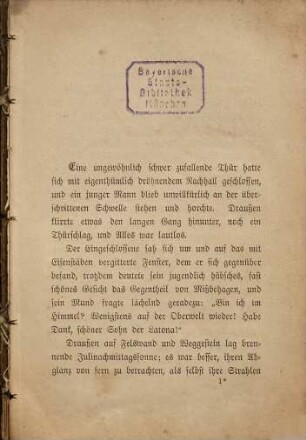 Bayerische
Staats-
Bibliothek
München
Eine ungewöhnlich schwer zufallende Thür hatte
sich mit eigenthümlich dröhnendem Nachhall geschlossen,
und ein junger Mann blieb unwillkürlich an der über-
schrittenen Schwelle stehen und horchte. Draußen
klirrte etwas den langen Gang hinunter, noch ein
Thürschlag, und Alles war lautlos.
Der Eingeschlossene sah sich um und auf das mit
Eisenstäben vergitterte Fenster, dem er sich gegenüber
befand, trotzdem deutete sein jugendlich hübsches, fast
schönes Gesicht das Gegentheil von Mißbehagen, und
sein Mund sagte lächelnd geradezu: „Bin ich im
Himmel? Wenigstens auf der Oberwelt wieder! Habe
Dank, schöner Sohn der Latona!“
Draußen auf Felswand und Weggestein lag bren-
nende Julinachmittagssonne; es war besser, ihren Ab-
glanz von fern zu betrachten, als selbst ihre Strahlen
1*